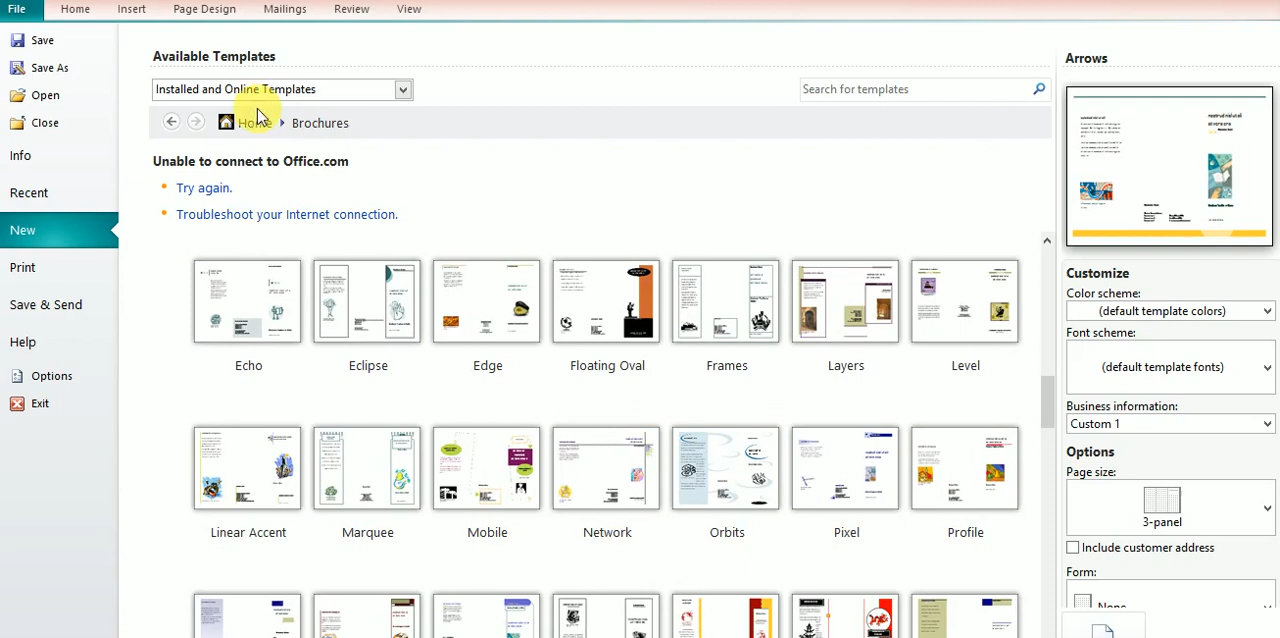 File Home Insert Page Design Mailings Review View
Save
Save As
Open
Close
Info
Recent
New
Print
Save & Send
Help
Options
Exit
Available Templates
Installed and Online Templates
Search for templates
Home Brochures
Unable to connect to Office.com
Try again.
Troubleshoot your Internet connection.
Echo Eclipse Edge Floating Oval Frames Layers Level
Linear Accent Marquee Mobile Network Orbits Pixel Profile
Arrows
Customize
Color scheme:
(default template colors)
Font scheme:
(default template fonts)
Business information:
Custom 1
Options
Page size:
3-panel
Include customer address
Form:
None